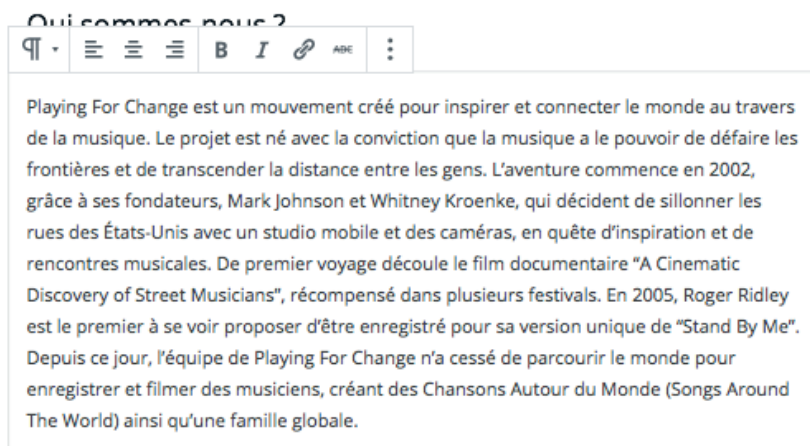 Qui sommes nous ?
B I ABC
Playing For Change est un mouvement créé pour inspirer et connecter le monde au travers
de la musique. Le projet est né avec la conviction que la musique a le pouvoir de défaire les
frontières et de transcender la distance entre les gens. L’aventure commence en 2002,
grâce à ses fondateurs, Mark Johnson et Whitney Kroenke, qui décident de sillonner les
rues des États-Unis avec un studio mobile et des caméras, en quête d’inspiration et de
rencontres musicales. De premier voyage découle le film documentaire “A Cinematic
Discovery of Street Musicians”, récompensé dans plusieurs festivals. En 2005, Roger Ridley
est le premier à se voir proposer d’être enregistré pour sa version unique de “Stand By Me”.
Depuis ce jour, l’équipe de Playing For Change n’a cessé de parcourir le monde pour
enregistrer et filmer des musiciens, créant des Chansons Autour du Monde (Songs Around
The World) ainsi qu’une famille globale.